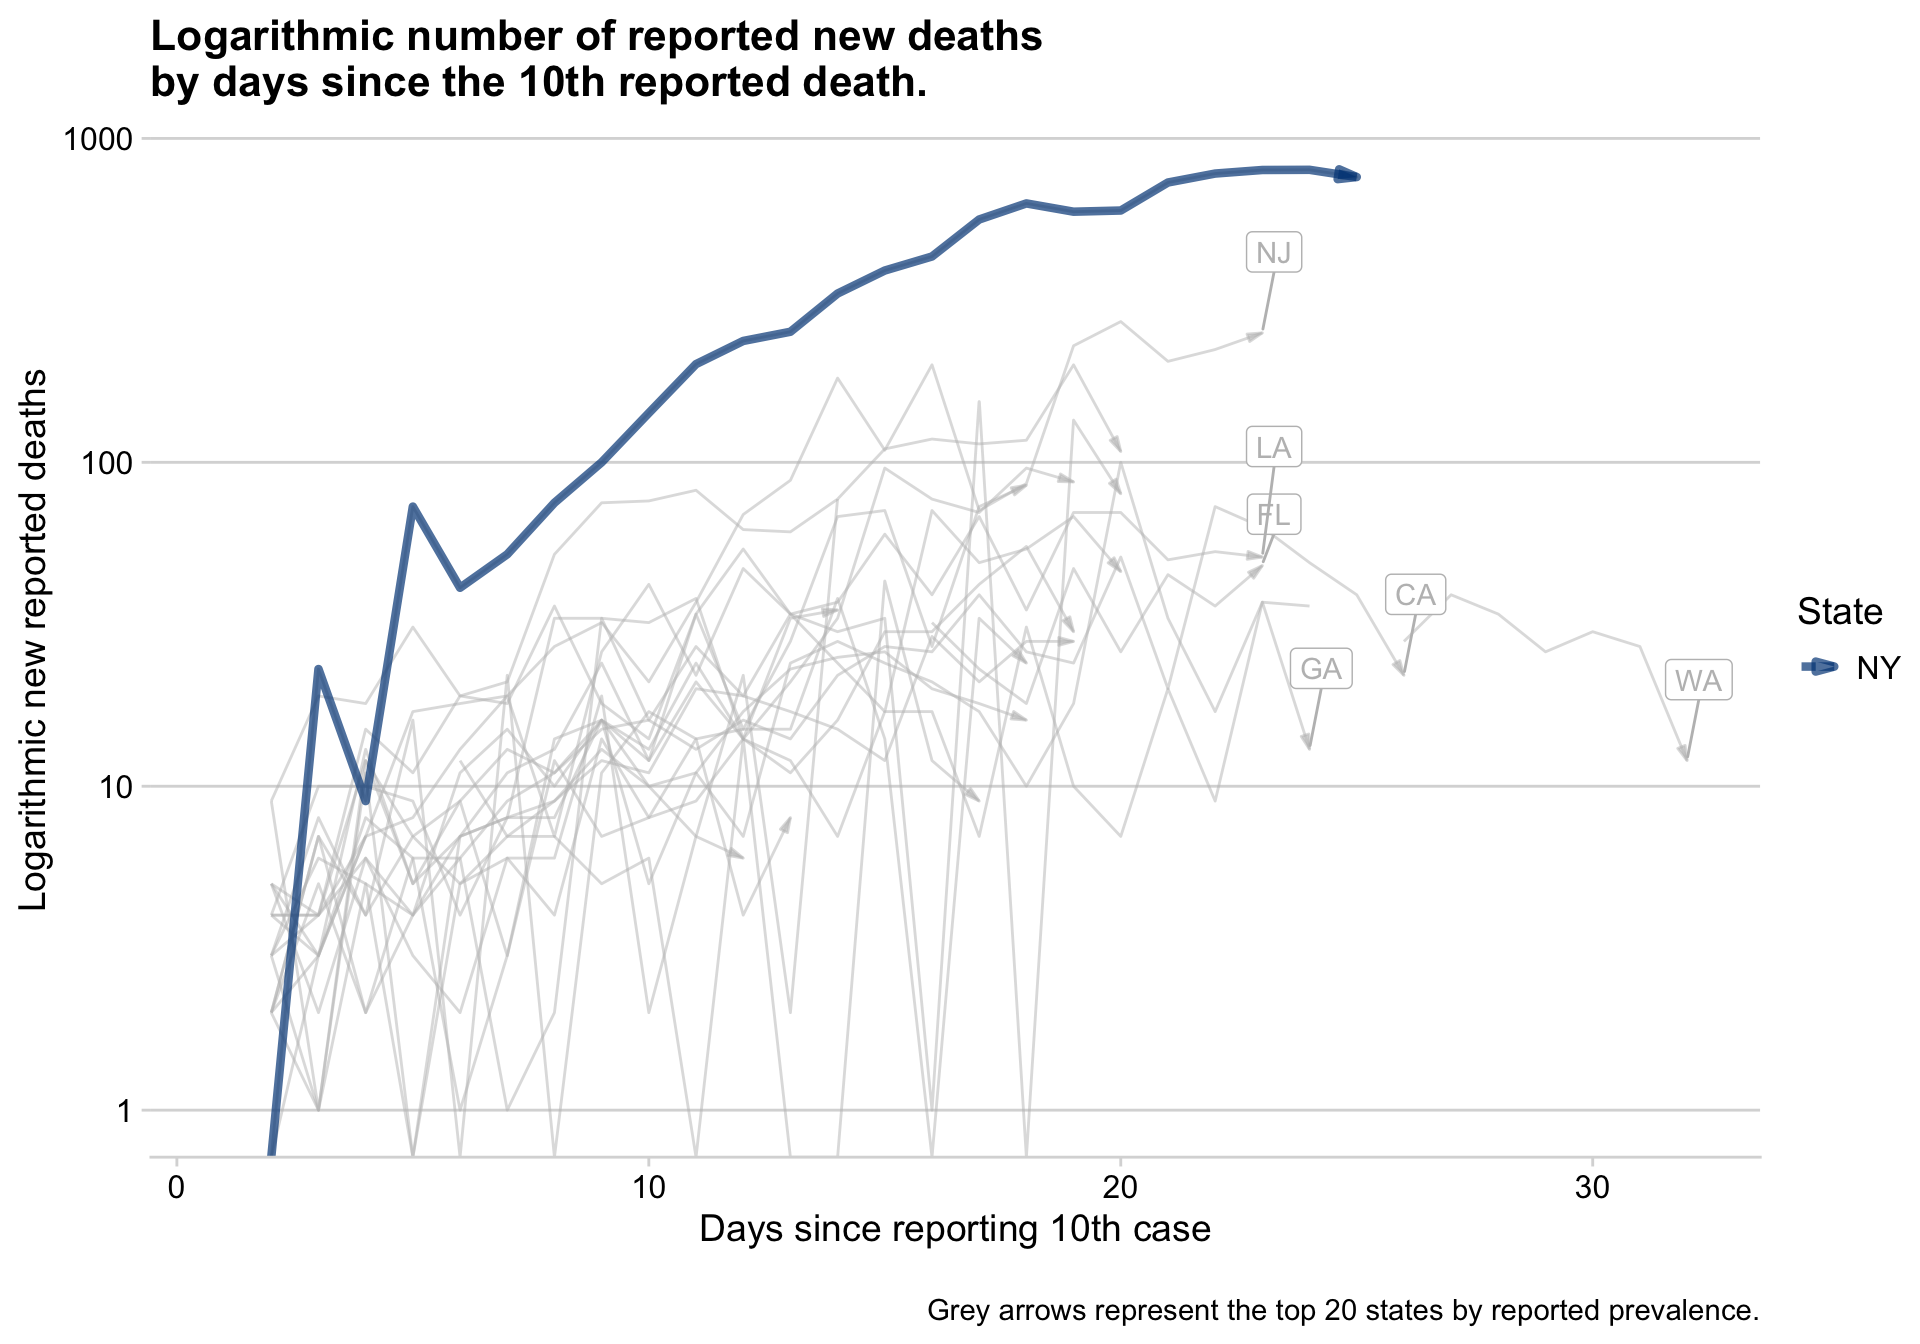 Logarithmic number of reported new deaths
by days since the 10th reported death.
Logarithmic new reported deaths
1000
100
10
1
NJ
LA
FL
CA
GA
WA
State
NY
0 10 20 30
Days since reporting 10th case
Grey arrows represent the top 20 states by reported prevalence.